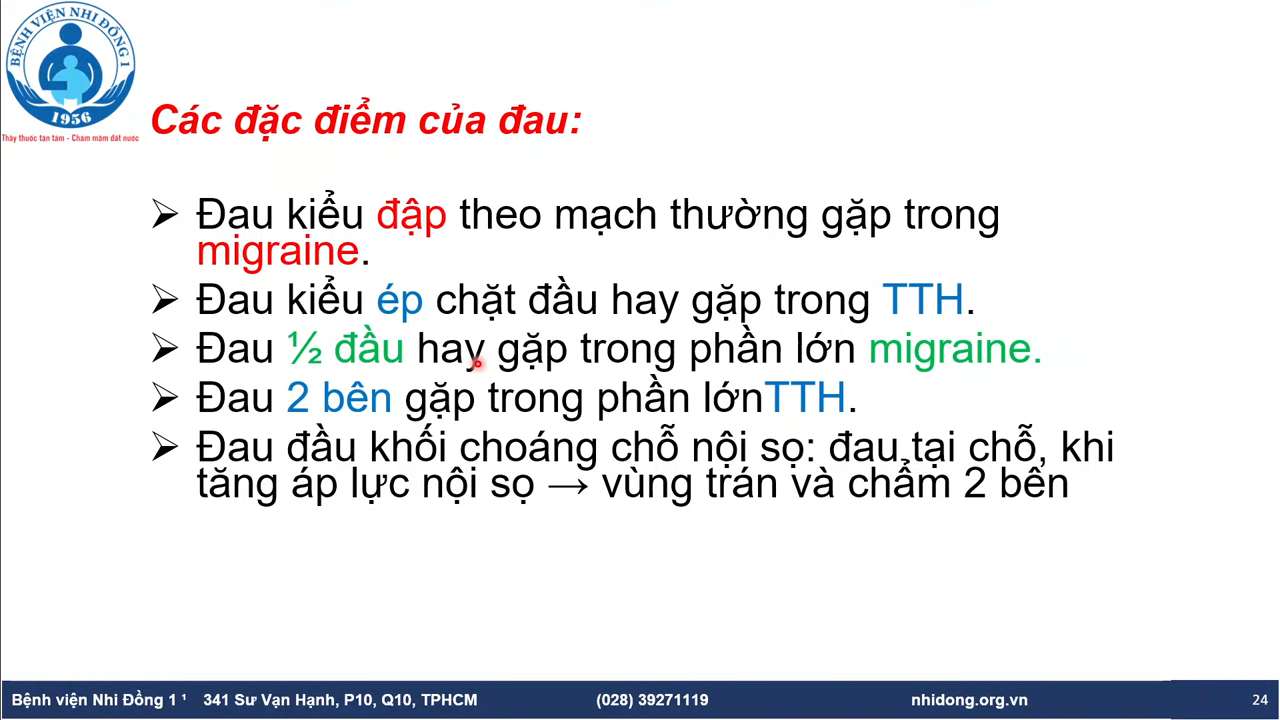 BỆNH VIỆN NHI ĐỒNG 1
1956
Thầy thuốc tận tâm - Chăm mầm đất nước
Các đặc điểm của đau:
➢ Đau kiểu đập theo mạch thường gặp trong
migraine.
➢ Đau kiểu ép chặt đầu hay gặp trong TTH.
➢ Đau ½ đầu hay gặp trong phần lớn migraine.
➢ Đau 2 bên gặp trong phần lớnTTH.
➢ Đau đầu khối choáng chỗ nội sọ: đau tại chỗ, khi
tăng áp lực nội sọ → vùng trán và chẩm 2 bên
Bệnh viện Nhi Đồng 1 ¹ 341 Sư Vạn Hạnh, P10, Q10, TPHCM (028) 39271119 nhidong.org.vn 24